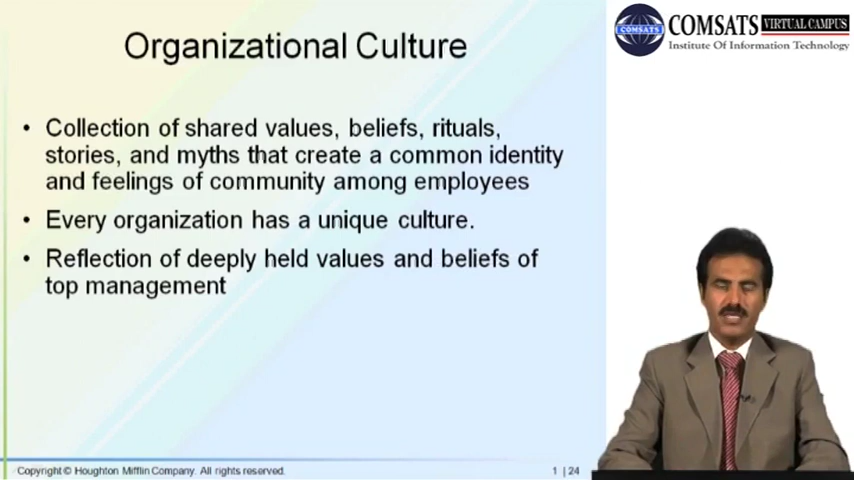 Organizational Culture
COMSATS VIRTUAL CAMPUS
Institute Of Information Technology
COMSATS
• Collection of shared values, beliefs, rituals,
stories, and myths that create a common identity
and feelings of community among employees
• Every organization has a unique culture.
• Reflection of deeply held values and beliefs of
top management
Copyright © Houghton Mifflin Company. All rights reserved.
1 | 24